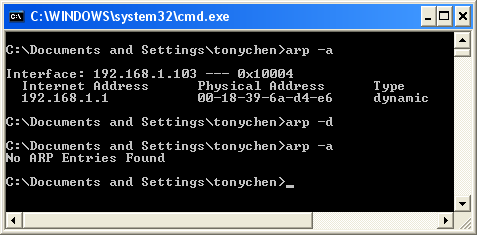 C:\WINDOWS\system32\cmd.exe
C:\Documents and Settings\tonychen>arp -a
Interface: 192.168.1.103 --- 0x10004
Internet Address Physical Address Type
192.168.1.1 00-18-39-6a-d4-e6 dynamic
C:\Documents and Settings\tonychen>arp -d
C:\Documents and Settings\tonychen>arp -a
No ARP Entries Found
C:\Documents and Settings\tonychen>_